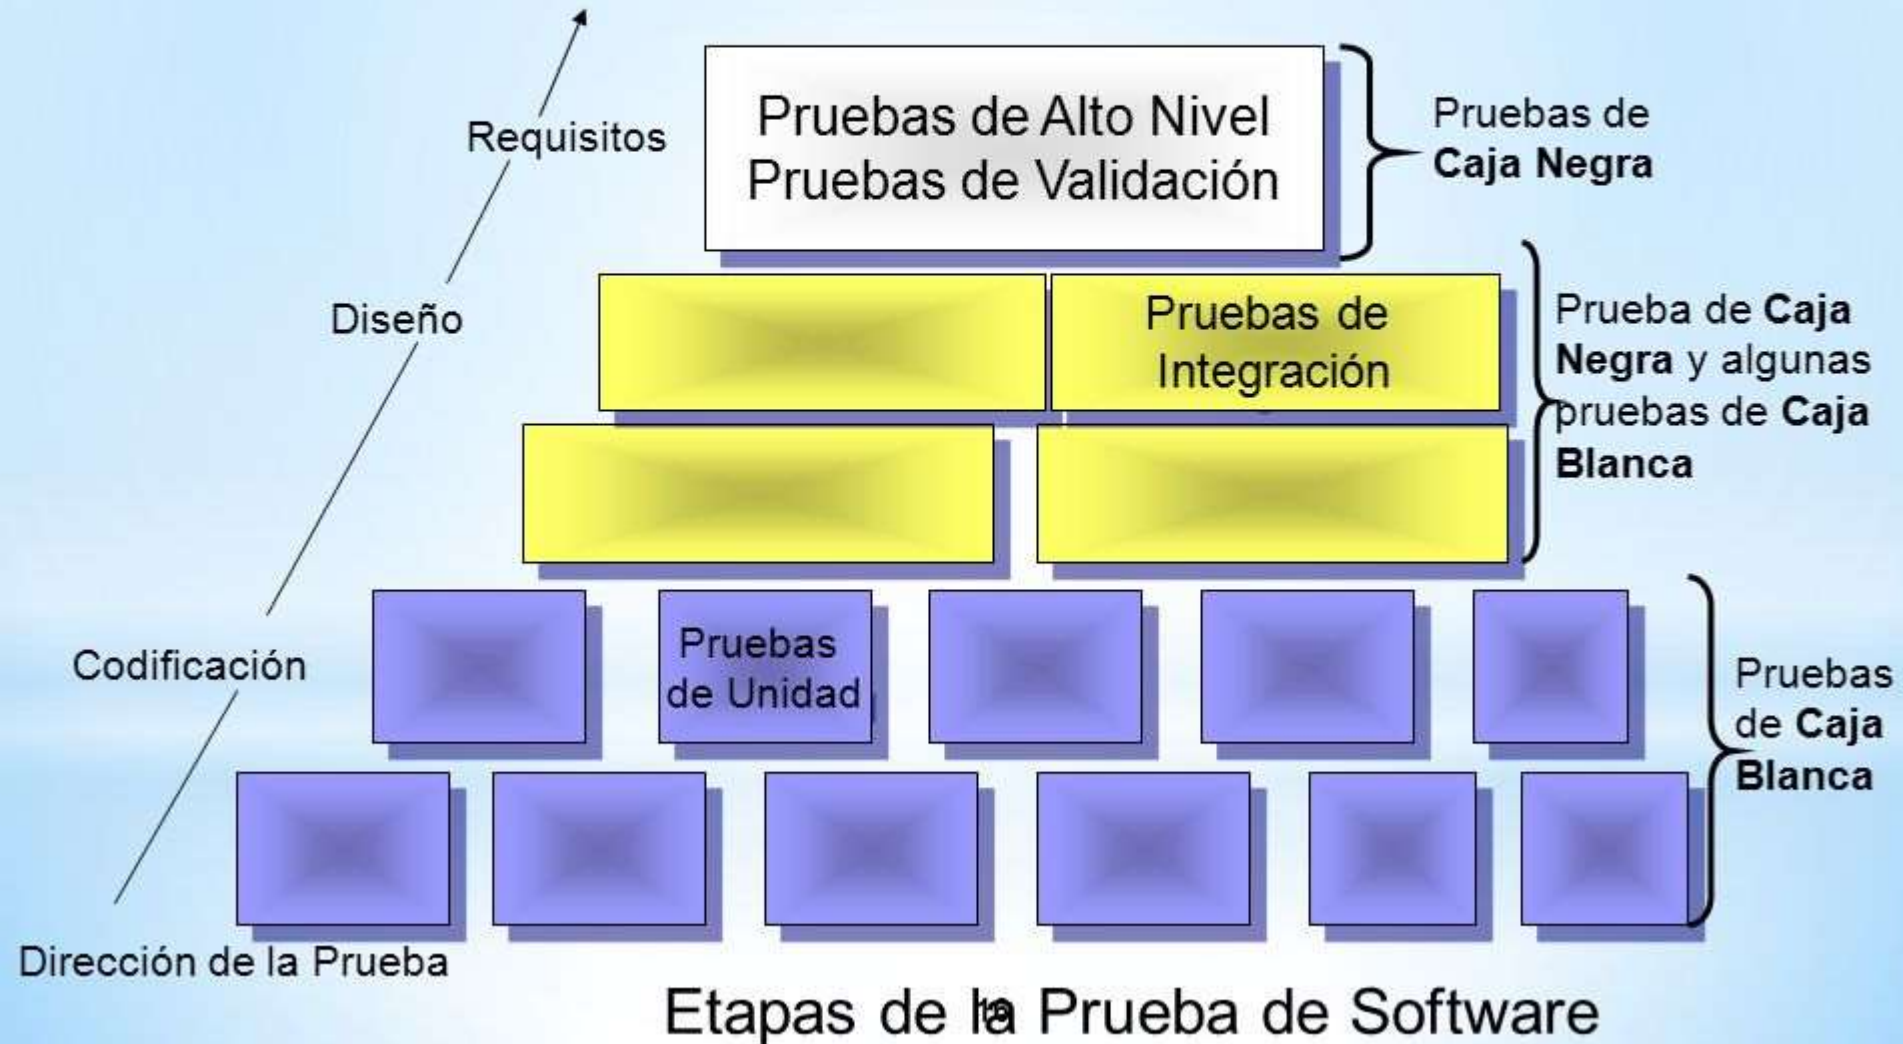 Requisitos
Pruebas de Alto Nivel
Pruebas de Validación
Pruebas de
Caja Negra
Diseño
Pruebas de
Integración
Prueba de Caja
Negra y algunas
pruebas de Caja
Blanca
Codificación
Pruebas
de Unidad
Pruebas
de Caja
Blanca
Dirección de la Prueba
Etapas de la Prueba de Software